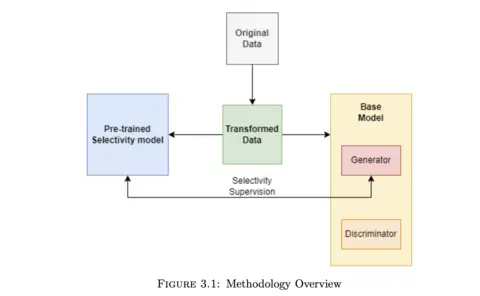 Original
Data
Pre-trained
Selectivity model
Transformed
Data
Base
Model
Generator
Selectivity
Supervision
Discriminator
FIGURE 3.1: Methodology Overview